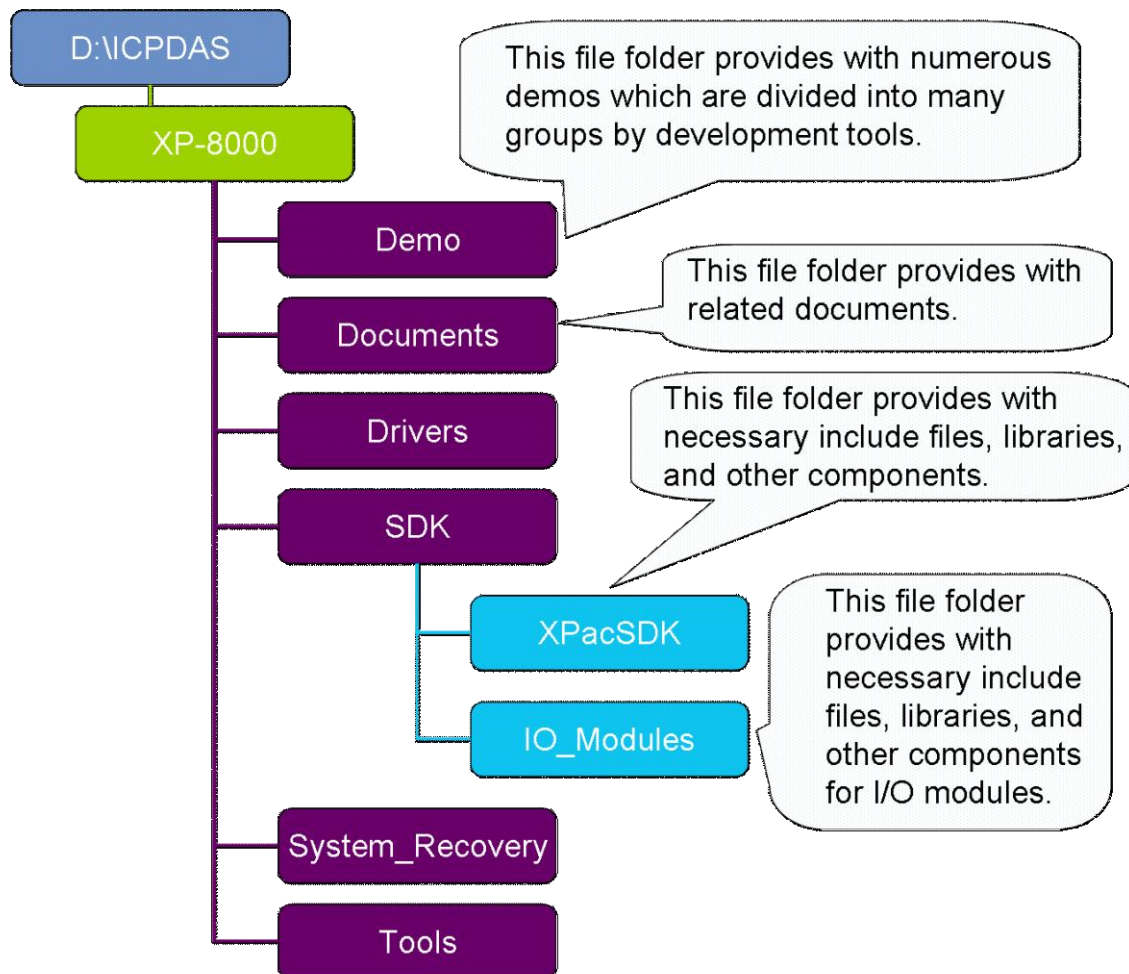 D:\ICPDAS
XP-8000
This file folder provides with numerous
demos which are divided into many
groups by development tools.
Demo
This file folder provides with
related documents.
Documents
This file folder provides with
necessary include files, libraries,
and other components.
Drivers
SDK
XPacSDK
This file folder
provides with
necessary include
files, libraries, and
other components
for I/O modules.
IO_Modules
System_Recovery
Tools